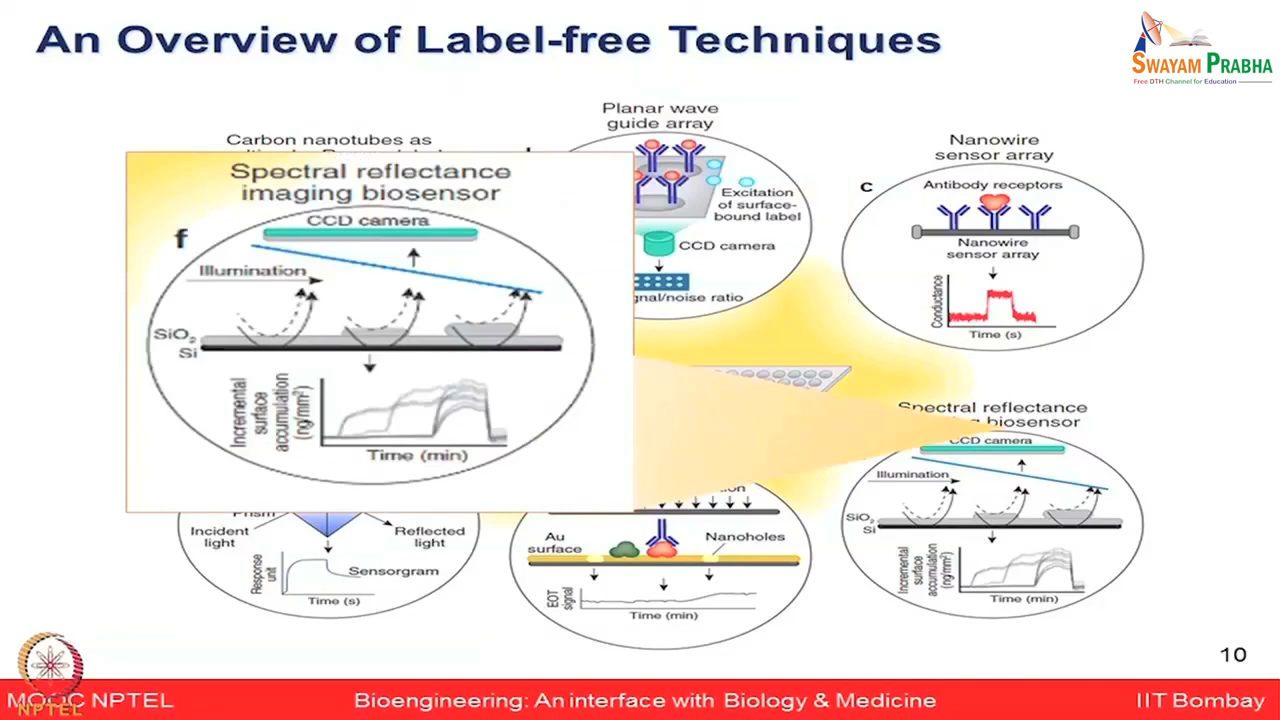 An Overview of Label-free Techniques
SWAYAM PRABHA
Free DTH Channel for Education
Carbon nanotubes as
Spectral reflectance
imaging biosensor
f
CCD camera
Illumination
SiO2
Si
Incremental
surface
accumulation
(ng/mm2)
Time (min)
Planar wave
guide array
Excitation
of surface-
bound label
CCD camera
gnal/noise ratio
Nanowire
sensor array
c
Antibody receptors
Nanowire
sensor array
Conductance
Time (s)
Prism
Incident
light
Reflected
light
Response
unit
Sensorgram
Time (s)
Au
surface
Nanoholes
EOT
signal
Time (min)
Spectral reflectance
biosensor
CCD camera
Illumination
SiO2
Si
Incremental
surface
accumulation
(ng/mm2)
Time (min)
10
MOOC NPTEL
NPTEL
Bioengineering: An interface with Biology & Medicine
IIT Bombay